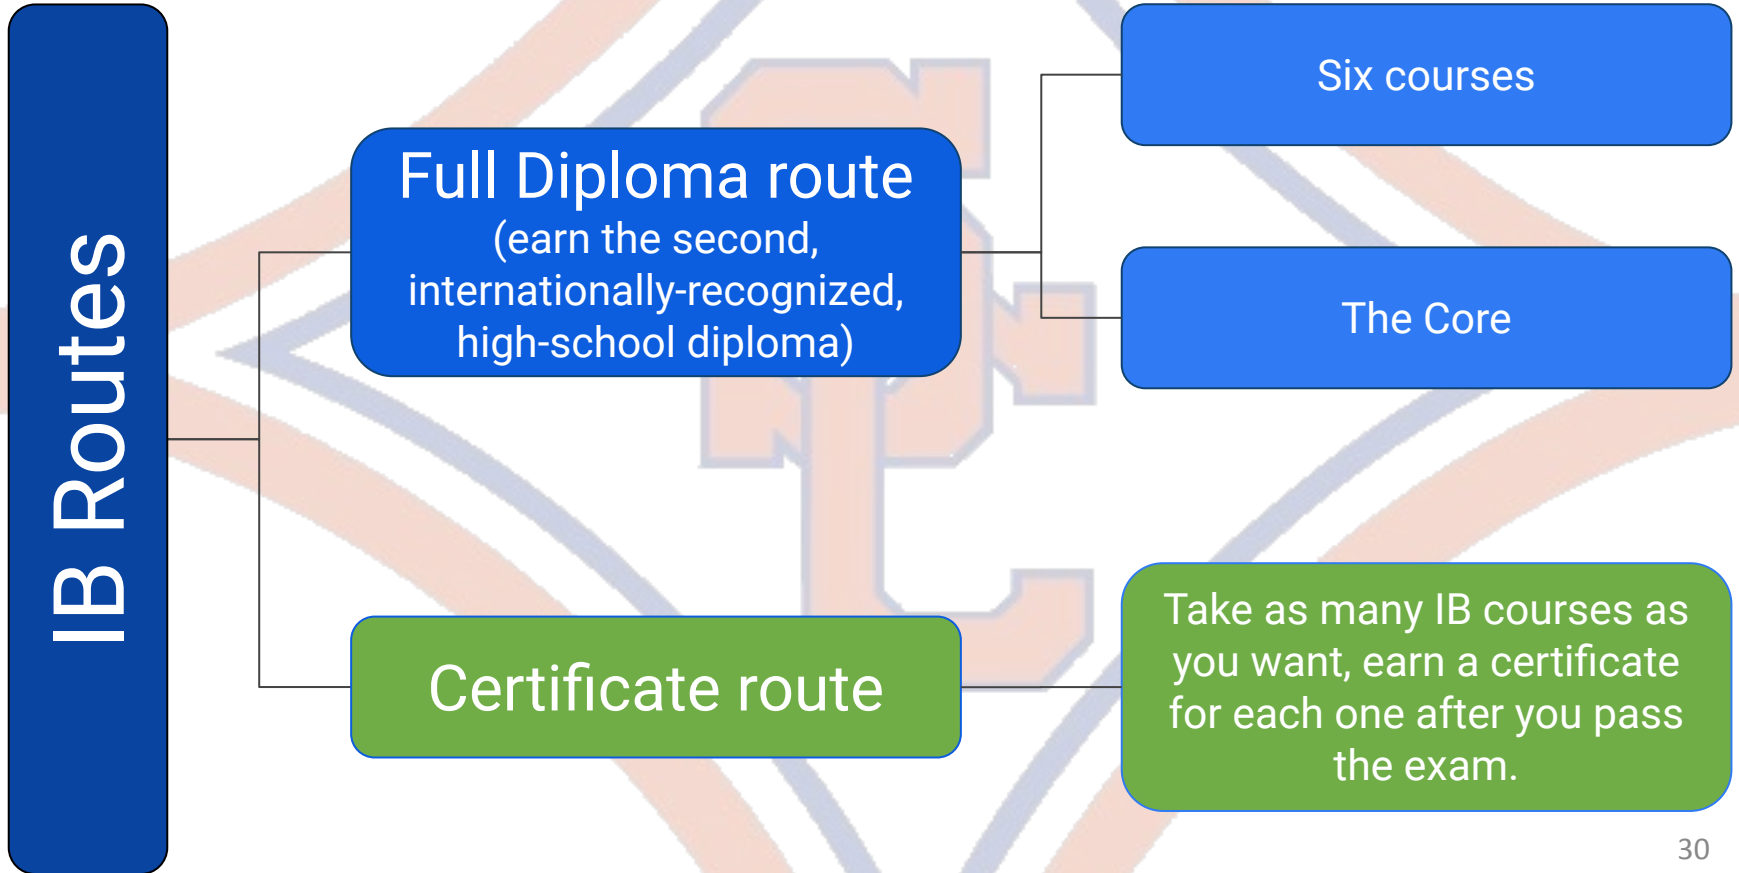 IB Routes
Full Diploma route
(earn the second,
internationally-recognized,
high-school diploma)
Six courses
The Core
Certificate route
Take as many IB courses as
you want, earn a certificate
for each one after you pass
the exam.
30